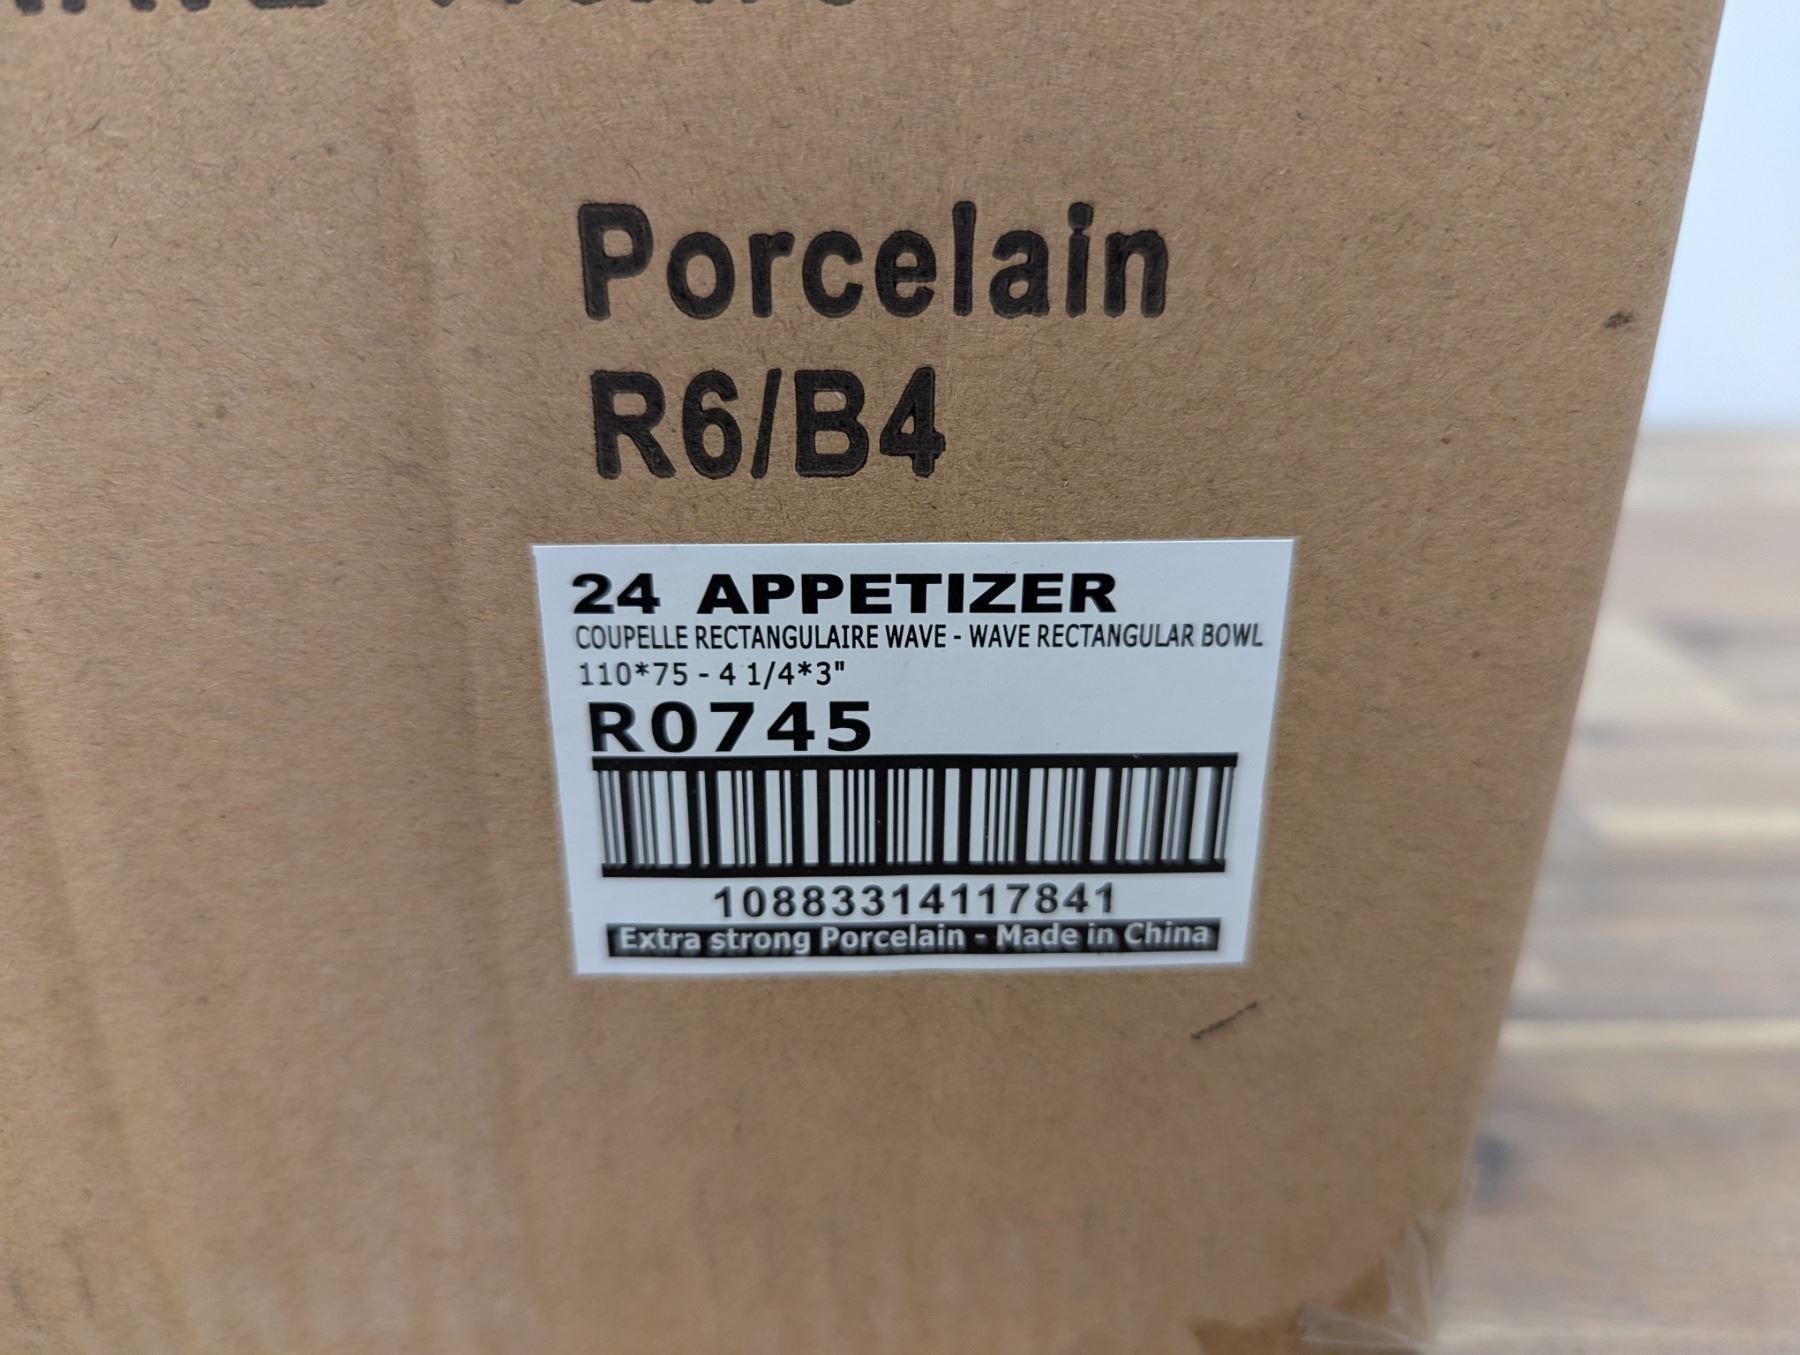 Porcelain
R6/B4
24 APPETIZER
COUPELLE RECTANGULAIRE WAVE - WAVE RECTANGULAR BOWL
110*75 - 4 1/4*3"
R0745
10883314117841
Extra strong Porcelain - Made in China